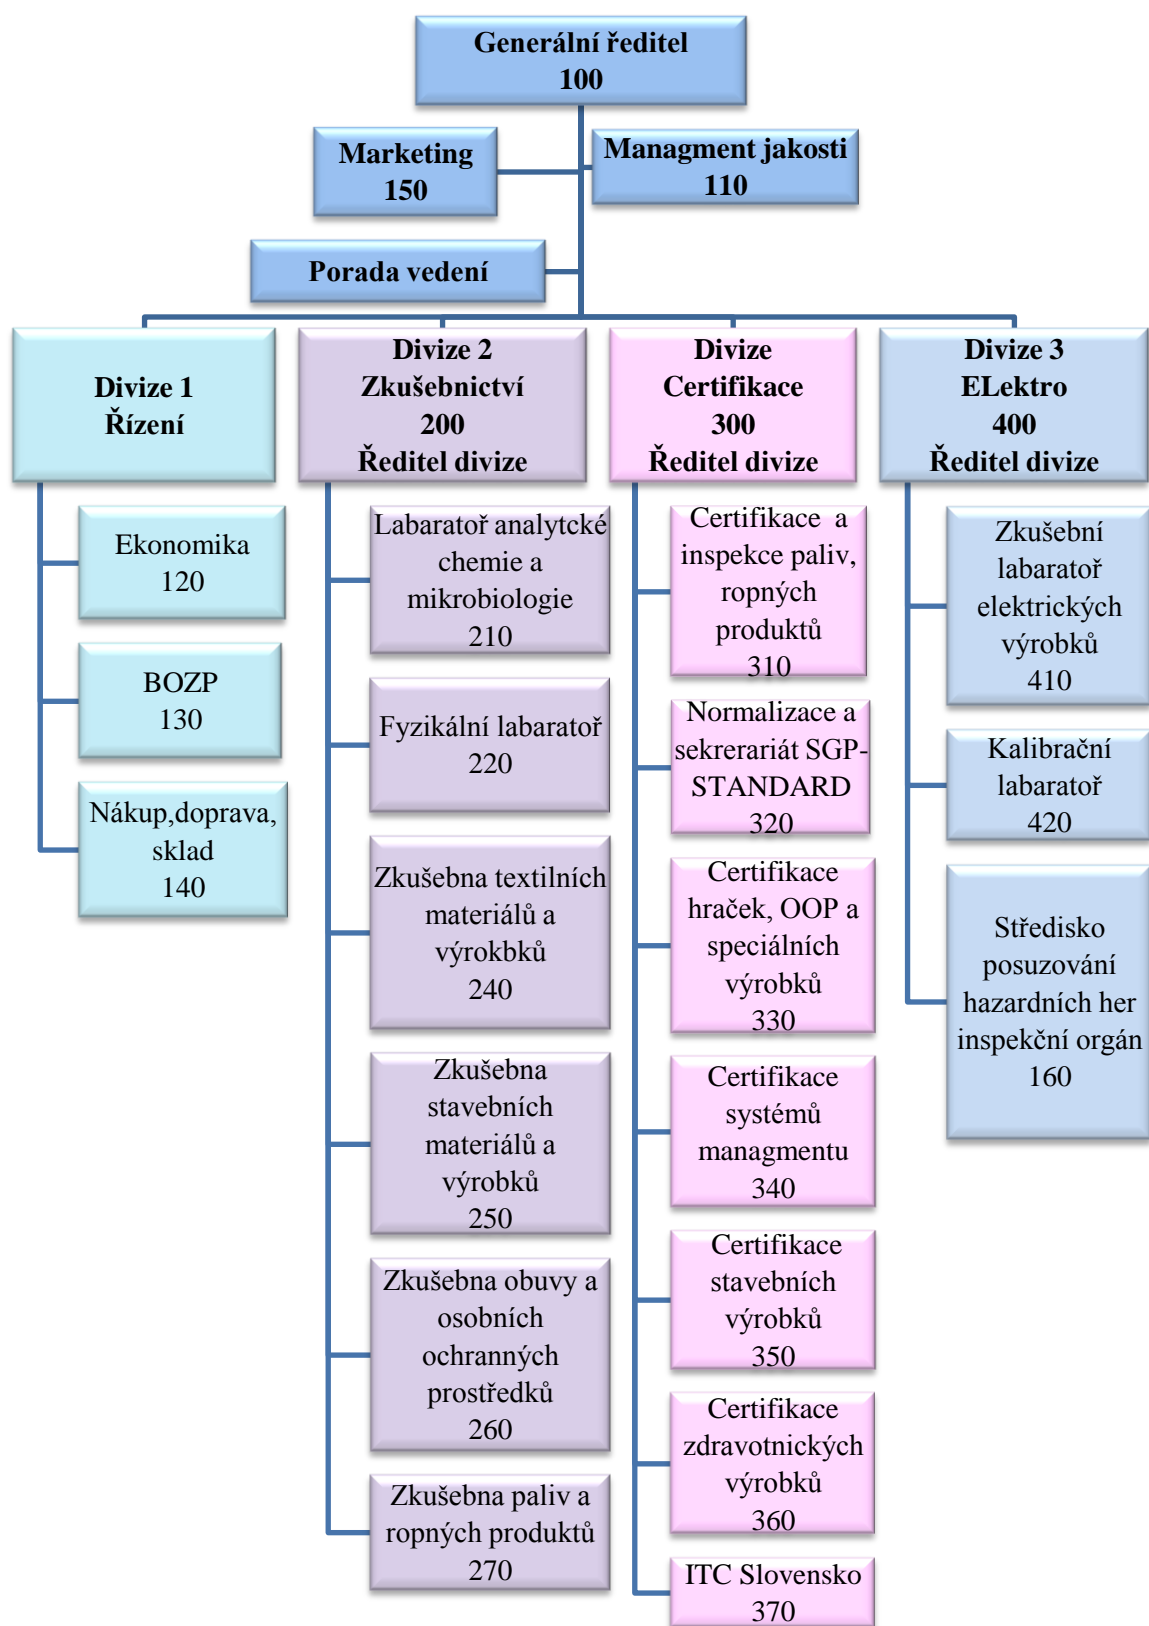 Generální ředitel
100
Marketing
150
Managment jakosti
110
Porada vedení
Divize 1
Řízení
Ekonomika
120
BOZP
130
Nákup,doprava,
sklad
140
Divize 2
Zkušebnictví
200
Ředitel divize
Labaratoř analytcké
chemie a
mikrobiologie
210
Fyzikální labaratoř
220
Zkušebna textilních
materiálů a
výrokbků
240
Zkušebna
stavebních
materiálů a
výrobků
250
Zkušebna obuvy a
osobních
ochranných
prostředků
260
Zkušebna paliv a
ropných produktů
270
Divize
Certifikace
300
Ředitel divize
Certifikace  a
inspekce paliv,
ropných
produktů
310
Normalizace a
sekrerariát SGP-
STANDARD
320
Certifikace
hraček, OOP a
speciálních
výrobků
330
Certifikace
systémů
managmentu
340
Certifikace
stavebních
výrobků
350
Certifikace
zdravotnických
výrobků
360
ITC Slovensko
370
Divize 3
ELektro
400
Ředitel divize
Zkušební
labaratoř
elektrických
výrobků
410
Kalibrační
labaratoř
420
Středisko
posuzování
hazardních her
inspekční orgán
160